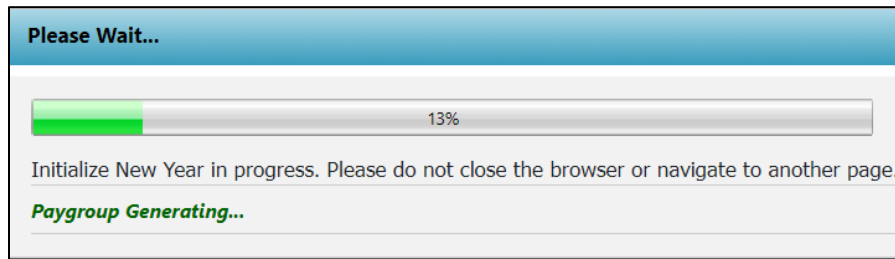 Please Wait...
13%
Initialize New Year in progress. Please do not close the browser or navigate to another page.
Paygroup Generating...